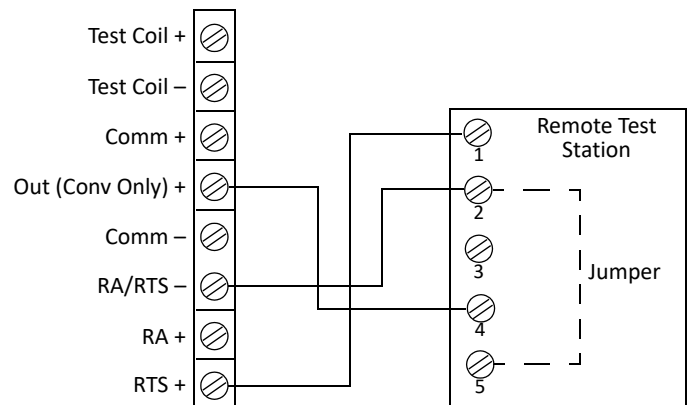 Test Coil +
Test Coil –
Comm +
Out (Conv Only) +
Comm –
RA/RTS –
RA +
RTS +
Remote Test
Station
1
2
3
4
5
Jumper